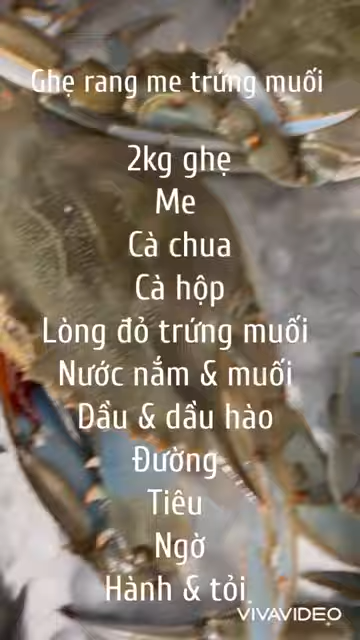 Ghẹ rang me trứng muối
2kg ghẹ
Me
Cà chua
Cà hộp
Lòng đỏ trứng muối
Nước nắm & muối
Dầu & dầu hào
Đường
Tiêu
Ngờ
Hành & tỏi
VIVAVIDEO